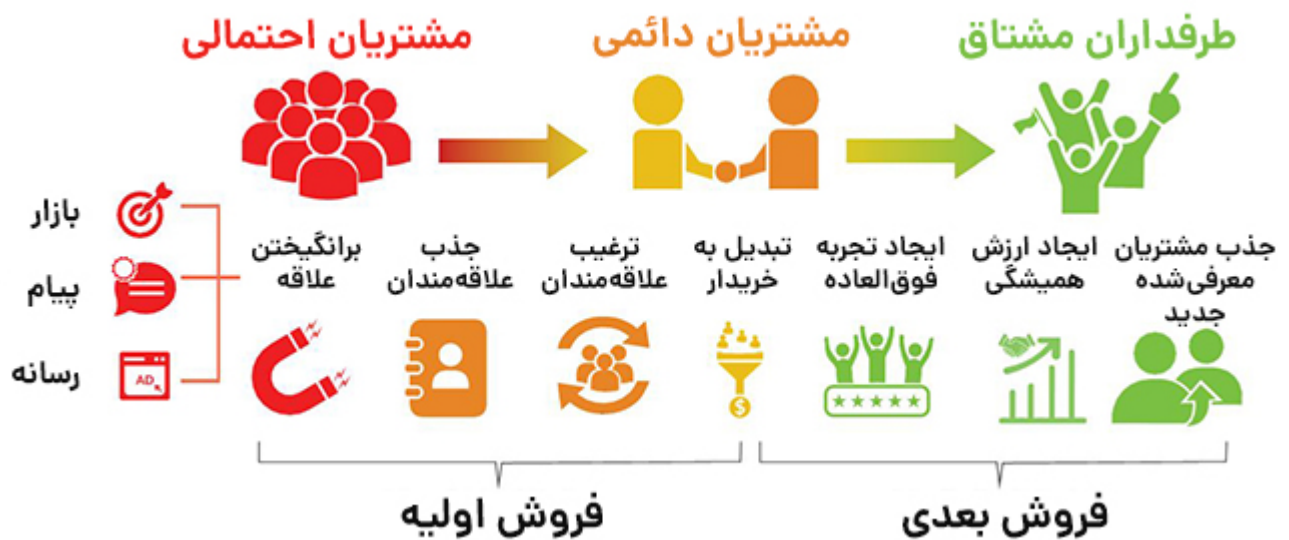 مشتریان احتمالی
مشتریان دائمی
طرفداران مشتاق
بازار
پیام
رسانه
AD
برانگیختن
علاقه
جذب
علاقه‌مندان
ترغیب
علاقه‌مندان
تبدیل به
خریدار
ایجاد تجربه
فوق‌العاده
ایجاد ارزش
همیشگی
جذب مشتریان
معرفی‌شده
جدید
$
فروش اولیه
فروش بعدی